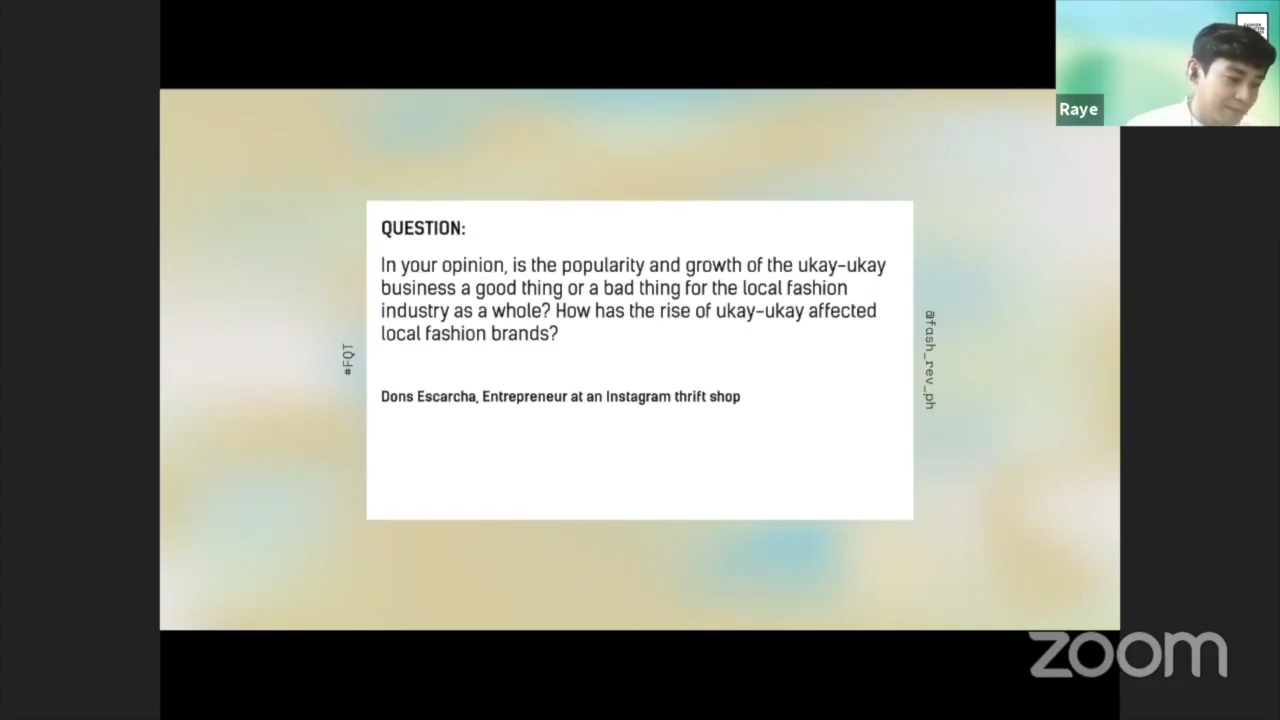 Raye
QUESTION:
In your opinion, is the popularity and growth of the ukay-ukay
business a good thing or a bad thing for the local fashion
industry as a whole? How has the rise of ukay-ukay affected
local fashion brands?
Dons Escarcha, Entrepreneur at an Instagram thrift shop
#FQT
@fash_rev_ph
zoom